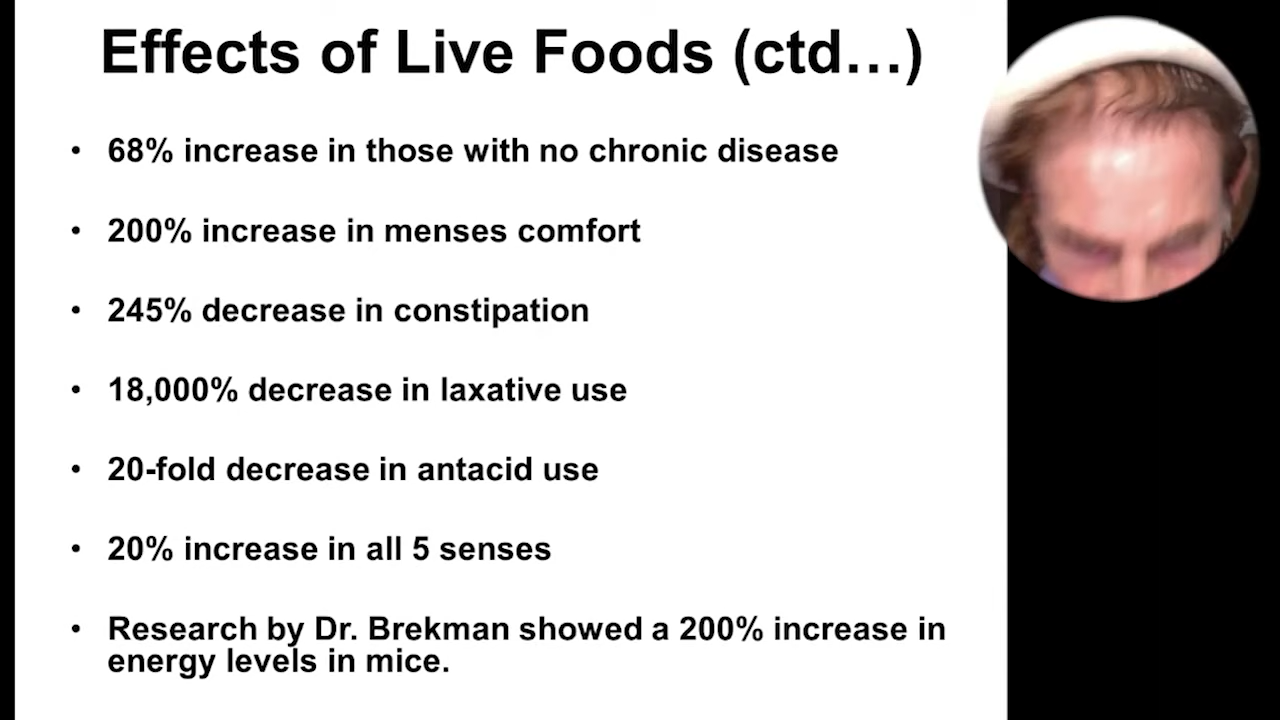 Effects of Live Foods (ctd...)
• 68% increase in those with no chronic disease
• 200% increase in menses comfort
• 245% decrease in constipation
• 18,000% decrease in laxative use
• 20-fold decrease in antacid use
• 20% increase in all 5 senses
• Research by Dr. Brekman showed a 200% increase in
energy levels in mice.